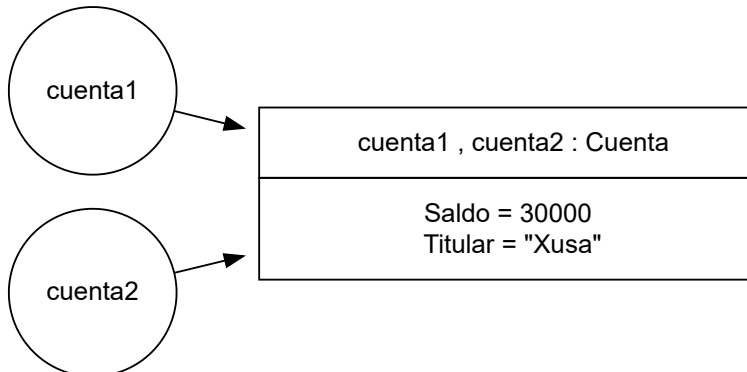 cuenta1
cuenta1 , cuenta2 : Cuenta
Saldo = 30000
Titular = "Xusa"
cuenta2